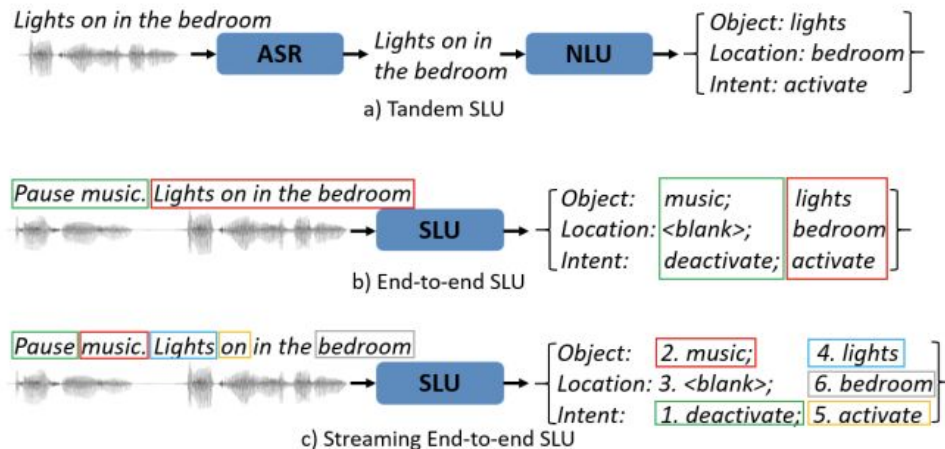 Lights on in the bedroom
ASR
Lights on in
the bedroom
NLU
Object: lights
Location: bedroom
Intent: activate
a) Tandem SLU
Pause music. Lights on in the bedroom
SLU
Object: music; lights
Location: <blank>; bedroom
Intent: deactivate; activate
b) End-to-end SLU
Pause music. Lights on in the bedroom
SLU
Object: 2. music; 4. lights
Location: 3. <blank>; 6. bedroom
Intent: 1. deactivate; 5. activate
c) Streaming End-to-end SLU